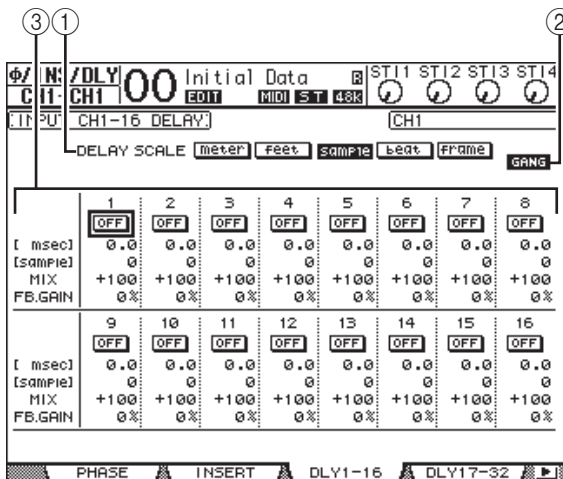 ③ ① ②
Φ/INS/DLY 00 Initial Data R ST11 ST12 ST13 ST14
CH1-CH1 EDIT MIDI ST 48K
INPUT CH1-16 DELAY CH1
DELAY SCALE meter feet sample beat frame
GANG
1 2 3 4 5 6 7 8
OFF OFF OFF OFF OFF OFF OFF OFF
[ msec] 0.0 0.0 0.0 0.0 0.0 0.0 0.0 0.0
[sample] 0 0 0 0 0 0 0 0
MIX +100 +100 +100 +100 +100 +100 +100 +100
FB.GAIN 0% 0% 0% 0% 0% 0% 0% 0%
9 10 11 12 13 14 15 16
OFF OFF OFF OFF OFF OFF OFF OFF
[ msec] 0.0 0.0 0.0 0.0 0.0 0.0 0.0 0.0
[sample] 0 0 0 0 0 0 0 0
MIX +100 +100 +100 +100 +100 +100 +100 +100
FB.GAIN 0% 0% 0% 0% 0% 0% 0% 0%
PHASE INSERT DLY1-16 DLY17-32